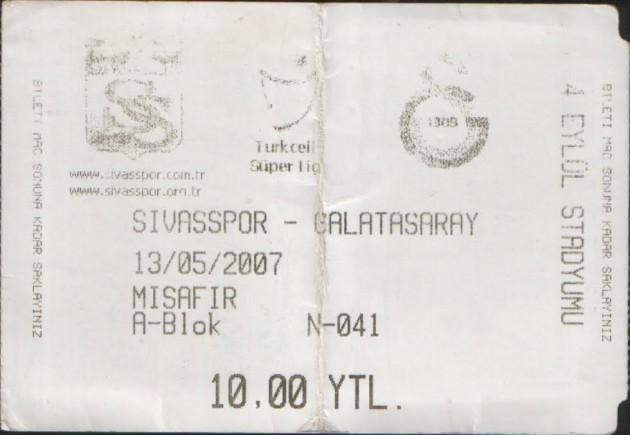 BİLETİ MAÇ SONUNA KADAR SAKLAYINIZ
SS
Turkcell
Süper lig
1905
www.sivasspor.com.tr
www.sivasspor.org.tr
SIVASSPOR - GALATASARAY
13/05/2007
MISAFIR
A-Blok N-041
10,00 YTL.
4 EYLÜL STADYUMU
BİLETİ MAÇ SONUNA KADAR SAKLAYINIZ